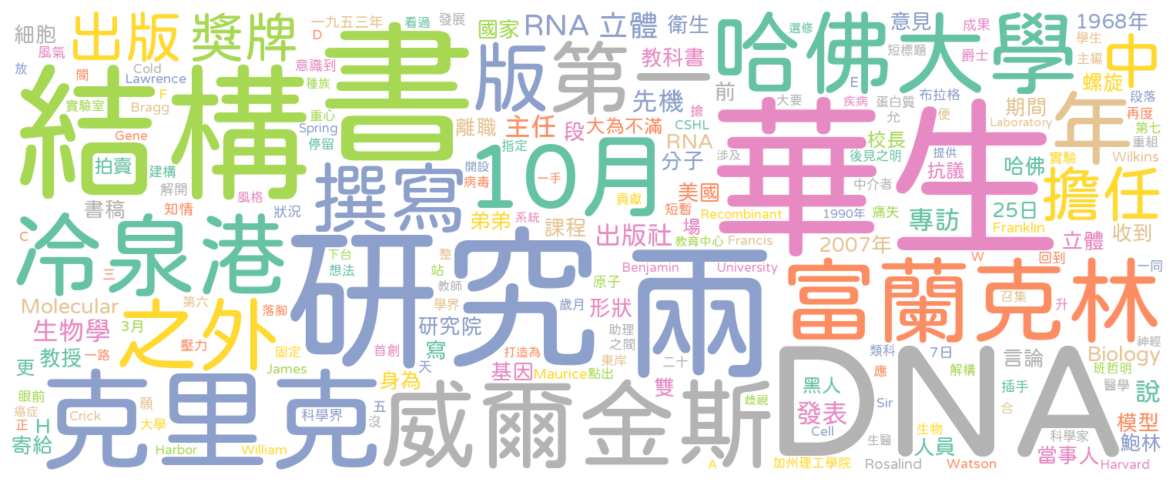 細胞
出版
獎牌
一九五三年
看過
發展
國家
RNA
立體
衛生
哈佛大學
選修
成果
1968年
中
D
風氣
意見
短標題
爵士
學生
主編
放
間
Cold
Lawrence
意識到
種族
教科書
螺旋
結構
書
版
第一
實驗室
F
Bragg
重心
先機
前
E
疾病
蛋白質
布拉格
期間
段落
再度
年
Gene
Spring
停留
離職
主任
段
大為不滿
擔
CSHL
大要
允
便
Laboratory
第七
重組
拍賣
建構
指定
RNA
校長
後見之明
提供
實驗
Wilkins
解開
撰寫
10月
華生
涉及
哈佛
抗議
擔任
書稿
知情
風格
狀況
開設
病毒
一手
分子
美國
中介者
貢獻
短暫
冷泉港
弟弟
系統
課程
場
Recombinant
1990年
痛失
專訪
25日
Franklin
收到
C
出版社
教育中心
Francis
2007年
立體
三
下台
想法
整
站
研究
兩
原子
Benjamin
University
W
回到
一同
Molecular
第六
落腳
之外
教師
學界
歲月
形狀
富蘭克林
召集
升
生物學
3月
壓力
研究院
助理
之間
二十
更
教授
一路
固定
首創
打造為
東岸
寫
James
天
身為
基因
Maurice
點出
雙
DNA
類科
7日
解構
言論
Biology
神經
班哲明
眼前
癌症
正
Crick
願
克里克
科學界
五
沒
威爾金斯
歧視
黑人
應
插手
醫學
說
H
大學
發表
Sir
Cell
合
模型
寄給
Harbor
William
A
生醫
生物
人員
科學家
鮑林
加州理工學院
Rosalind
Watson
當事人
Harvard